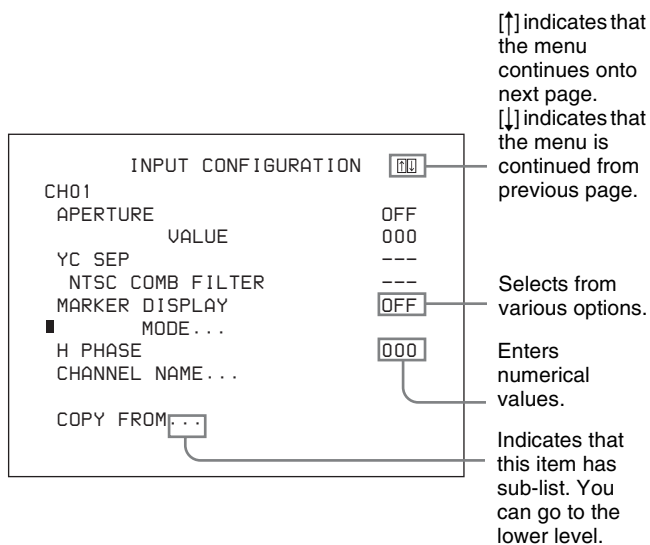 [↑] indicates that
the menu
continues onto
next page.
[↓] indicates that
the menu is
continued from
previous page.
INPUT CONFIGURATION [↑↓]
CH01
APERTURE OFF
VALUE 000
YC SEP ---
NTSC COMB FILTER ---
MARKER DISPLAY OFF
MODE...
H PHASE 000
CHANNEL NAME...
COPY FROM...
Selects from
various options.
Enters
numerical
values.
Indicates that
this item has
sub-list. You
can go to the
lower level.